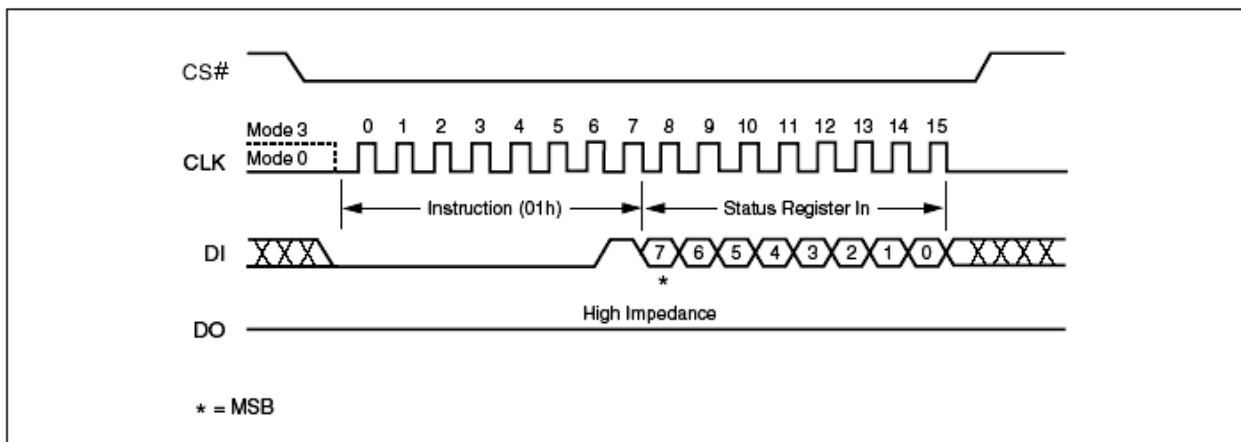 CS#
Mode 3 0 1 2 3 4 5 6 7 8 9 10 11 12 13 14 15
CLK Mode 0
Instruction (01h) Status Register In
DI 7 6 5 4 3 2 1 0
*
High Impedance
DO
* = MSB